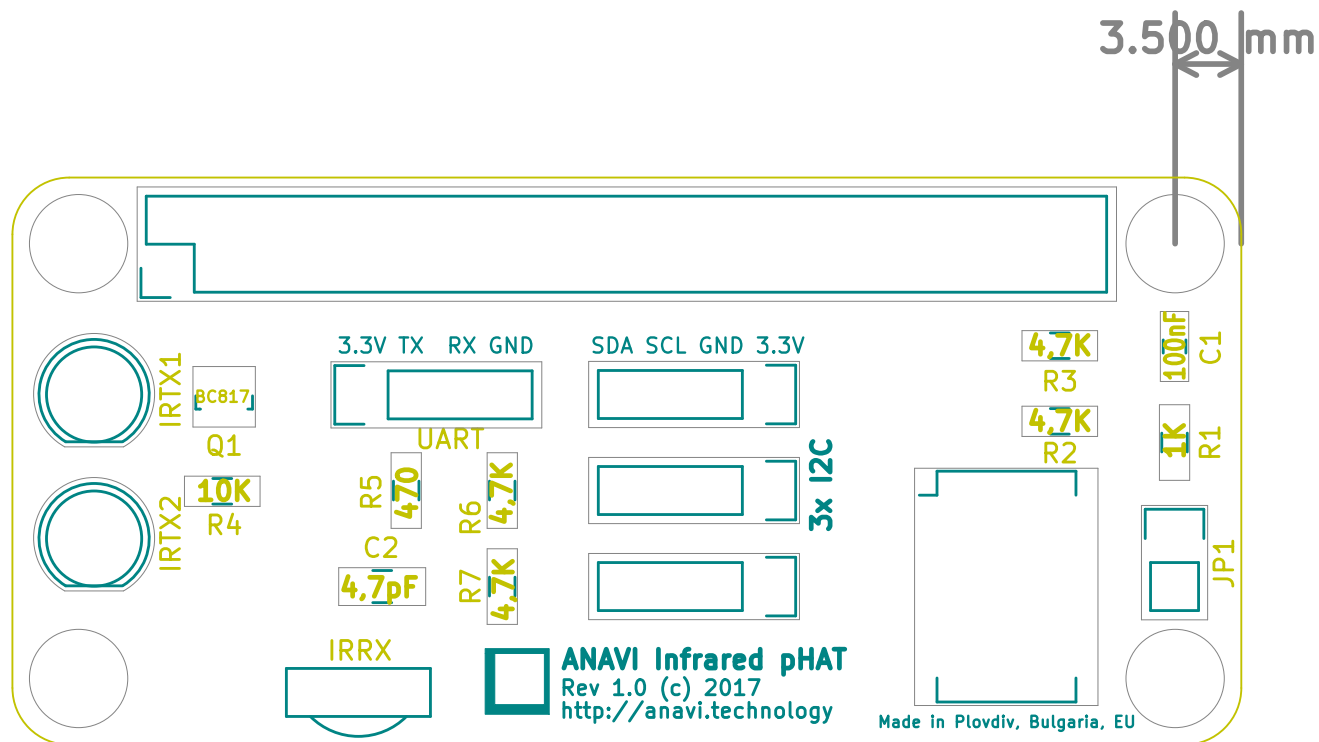 3.500 mm
3.3V TX RX GND
SDA SCL GND 3.3V
IRTX1
BC817
Q1
UART
4,7K
R3
100nF
C1
4,7K
R2
1K
R1
3x I2C
IRTX2
10K
R4
R5
470
R6
4,7K
C2
4,7pF
R7
4,7K
JP1
IRRX
ANAVI Infrared pHAT
Rev 1.0 (c) 2017
http://anavi.technology
Made in Plovdiv, Bulgaria, EU